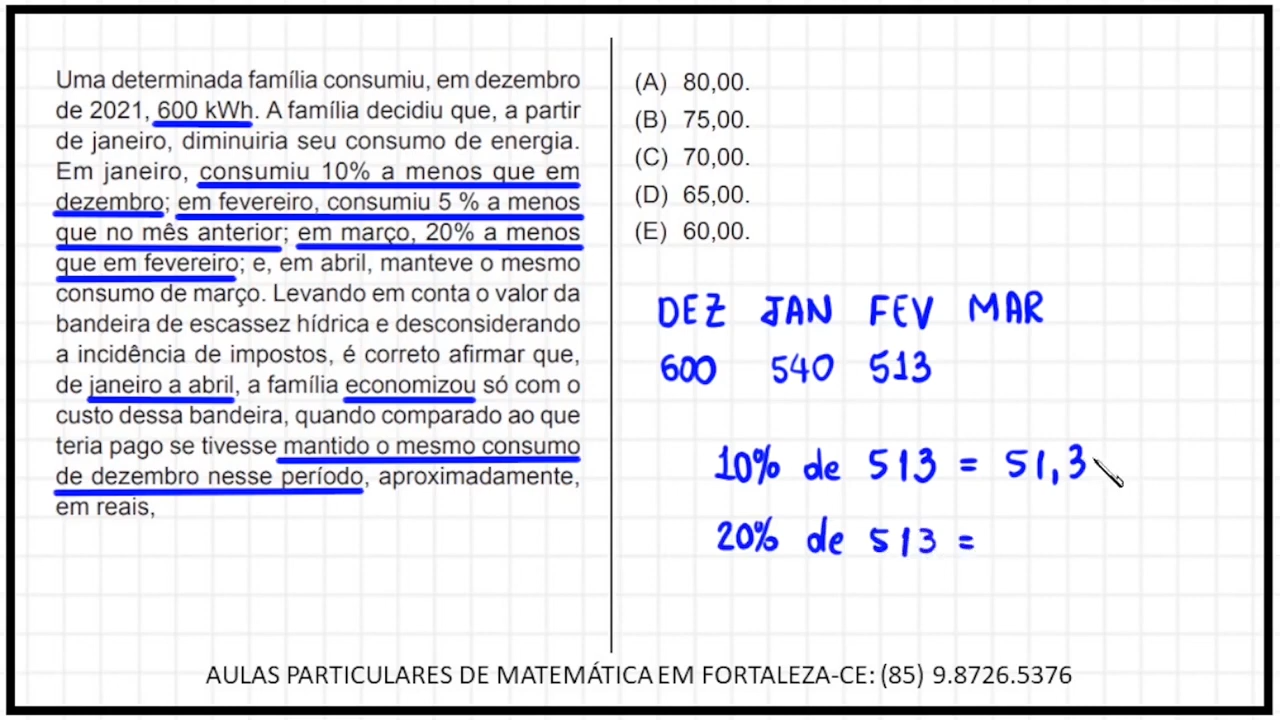 Uma determinada família consumiu, em dezembro
de 2021, 600 kWh. A família decidiu que, a partir
de janeiro, diminuiria seu consumo de energia.
Em janeiro, consumiu 10% a menos que em
dezembro; em fevereiro, consumiu 5 % a menos
que no mês anterior; em março, 20% a menos
que em fevereiro; e, em abril, manteve o mesmo
consumo de março. Levando em conta o valor da
bandeira de escassez hídrica e desconsiderando
a incidência de impostos, é correto afirmar que,
de janeiro a abril, a família economizou só com o
custo dessa bandeira, quando comparado ao que
teria pago se tivesse mantido o mesmo consumo
de dezembro nesse período, aproximadamente,
em reais,
(A) 80,00.
(B) 75,00.
(C) 70,00.
(D) 65,00.
(E) 60,00.
DEZ JAN FEV MAR
600 540 513
10% de 513 = 51,3
20% de 513 =
AULAS PARTICULARES DE MATEMÁTICA EM FORTALEZA-CE: (85) 9.8726.5376